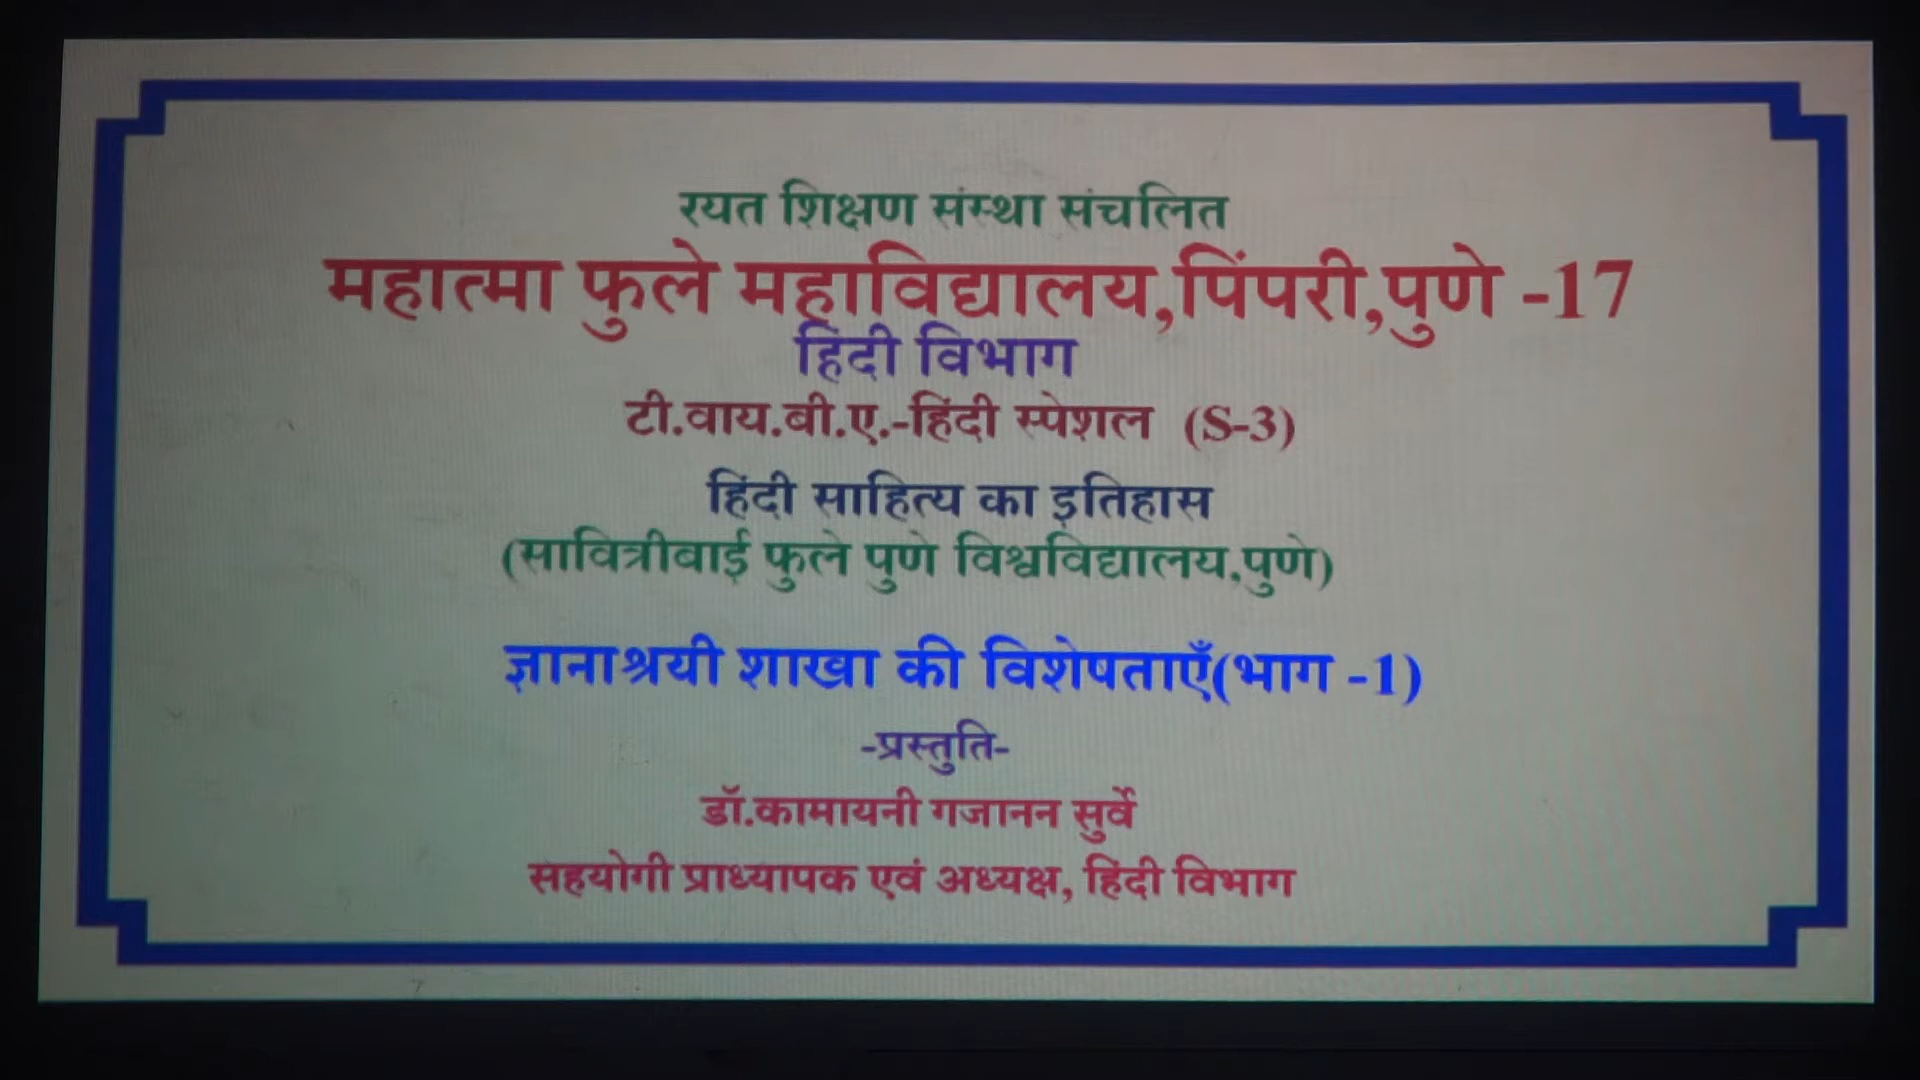 रयत शिक्षण संस्था संचलित
महात्मा फुले महाविद्यालय,पिंपरी,पुणे -17
हिंदी विभाग
टी.वाय.बी.ए.-हिंदी स्पेशल (S-3)
हिंदी साहित्य का इतिहास
(सावित्रीबाई फुले पुणे विश्वविद्यालय,पुणे)
ज्ञानाश्रयी शाखा की विशेषताएँ(भाग -1)
-प्रस्तुति-
डॉ.कामायनी गजानन सुर्वे
सहयोगी प्राध्यापक एवं अध्यक्ष, हिंदी विभाग